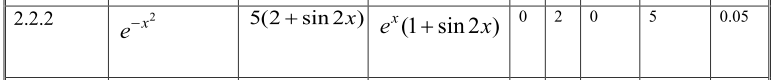 2.2.2 e^{-x^2} 5(2 + sin 2x) e^x(1 + sin 2x) 0 2 0 5 0.05